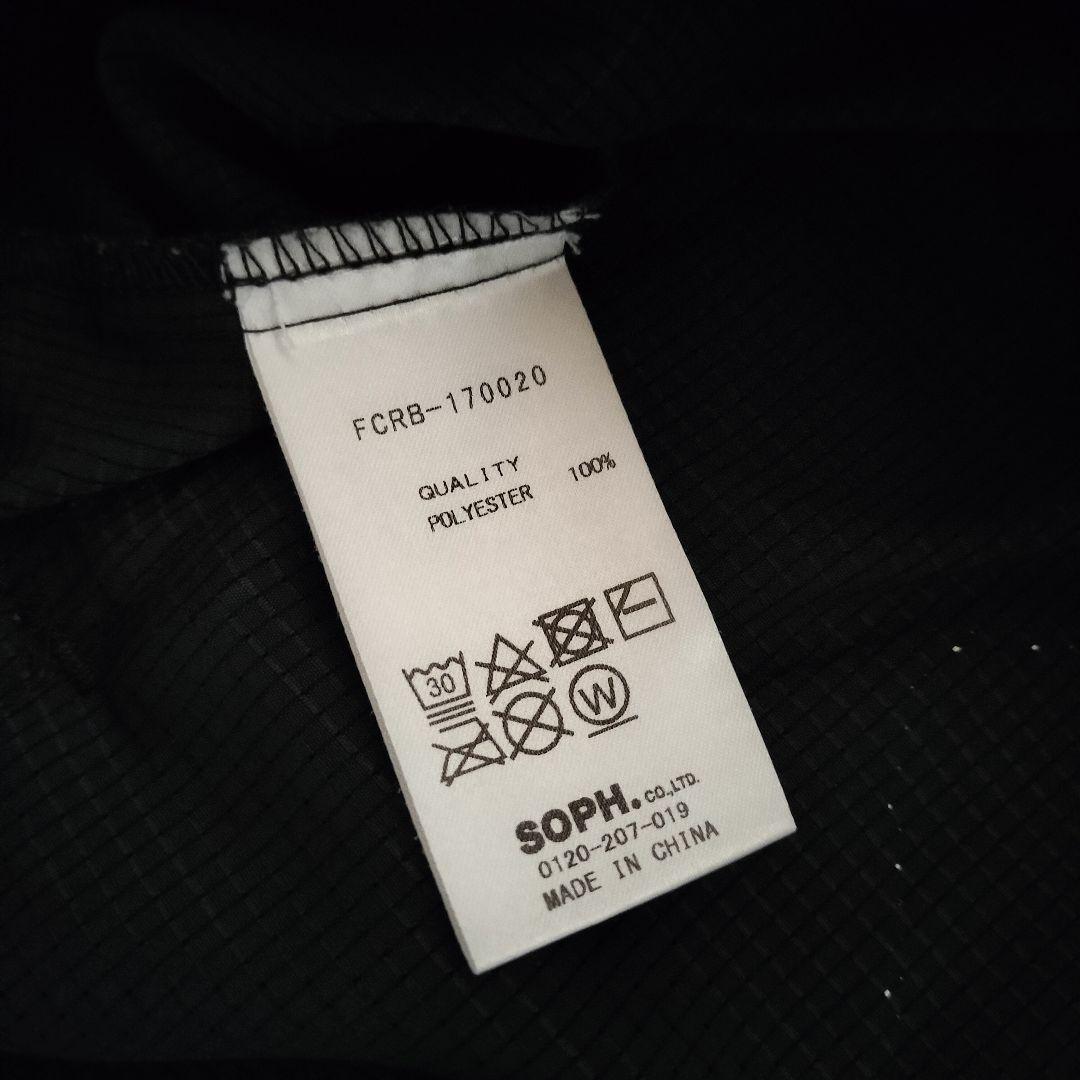 FCRB-170020
QUALITY
POLYESTER 100%
30
W
SOPH. CO.,LTD.
0120-207-019
MADE IN CHINA